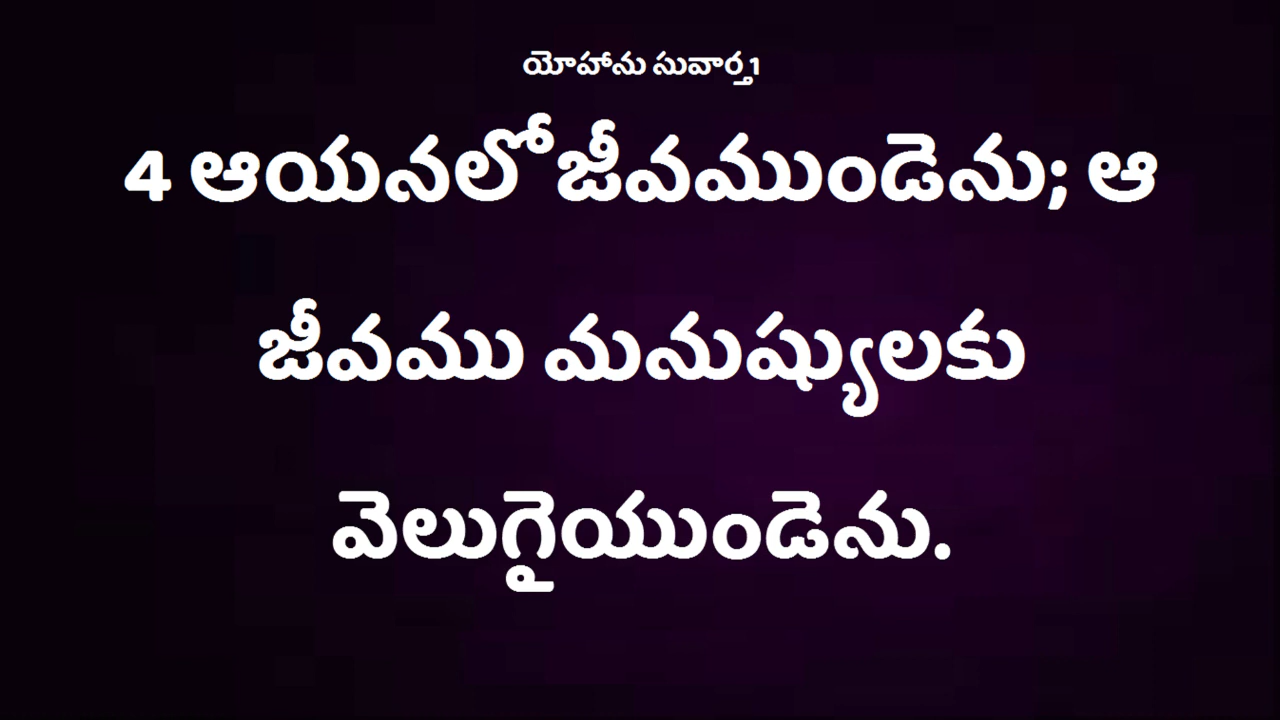 యోహాను సువార్త1
4 ఆయనలో జీవముండెను; ఆ
జీవము మనుష్యులకు
వెలుగైయుండెను.